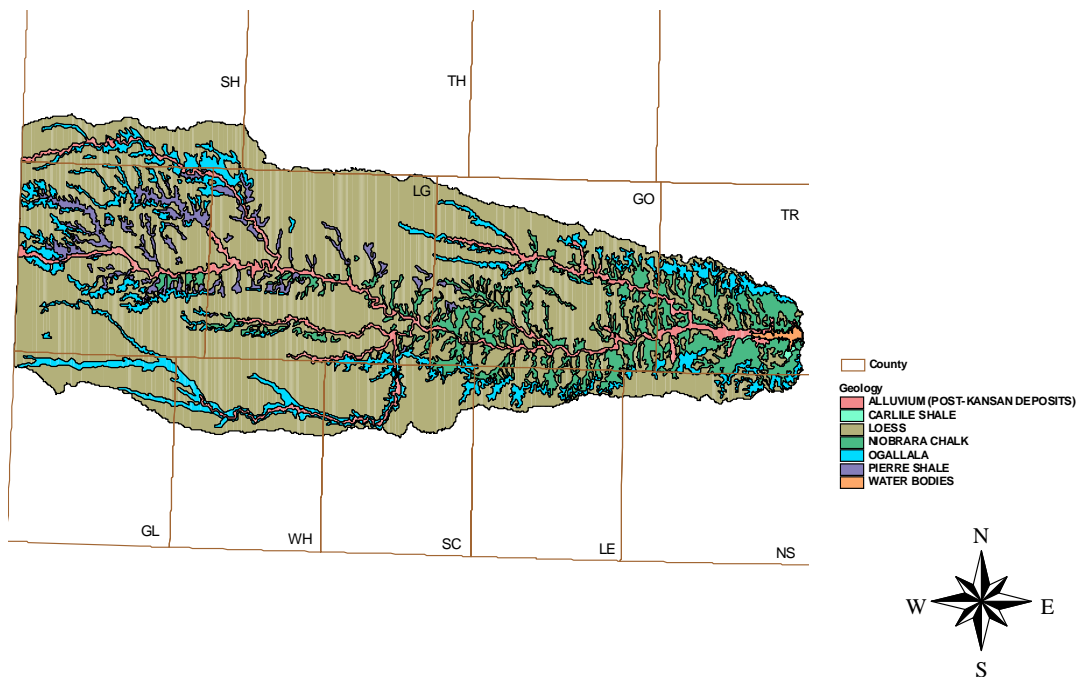 SH
TH
LG
GO
TR
GL
WH
SC
LE
NS
County
Geology
ALLUVIUM (POST-KANSAN DEPOSITS)
CARLILE SHALE
LOESS
NIOBRARA CHALK
OGALLALA
PIERRE SHALE
WATER BODIES
N
W
E
S